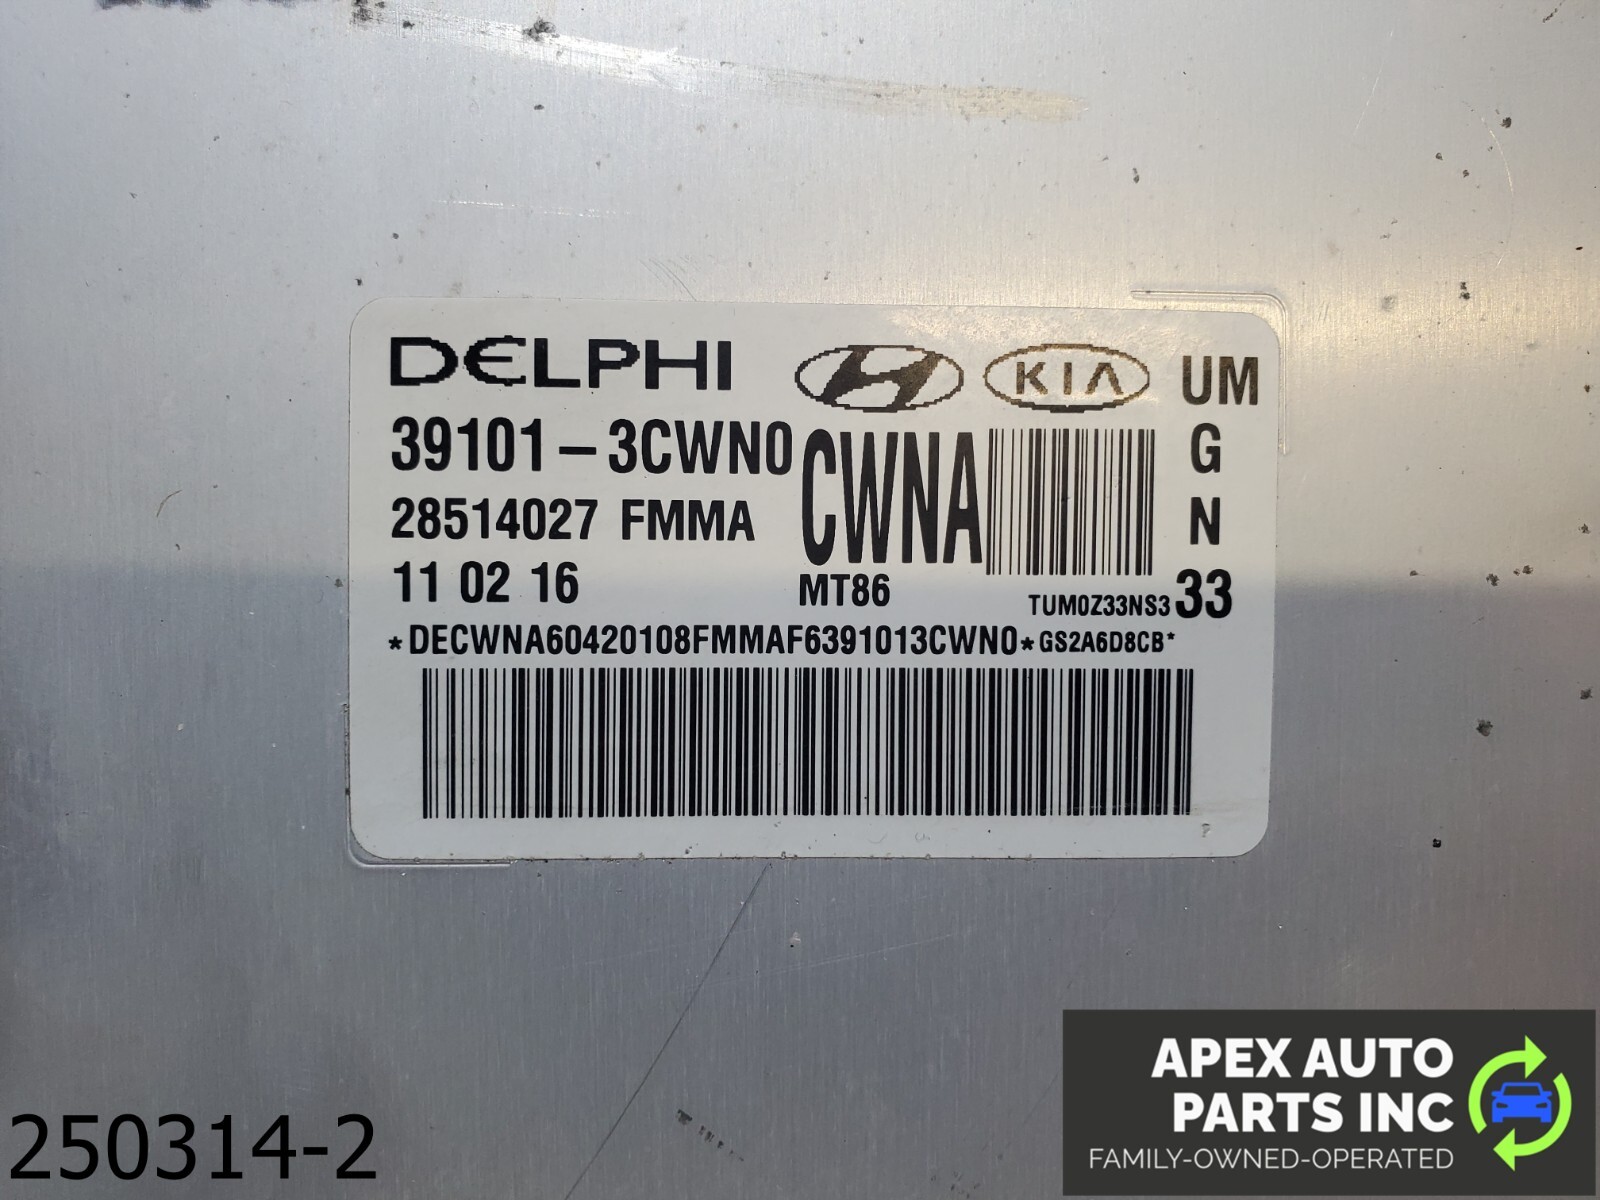 DELPHI
KIA
UM
39101-3CWN0
CWNA
G
28514027 FMMA
N
11 02 16
MT86
TUM0Z33NS3
33
*DECWNA60420108FMMAF6391013CWN0*GS2A6D8CB*
250314-2
APEX AUTO
PARTS INC
FAMILY-OWNED-OPERATED